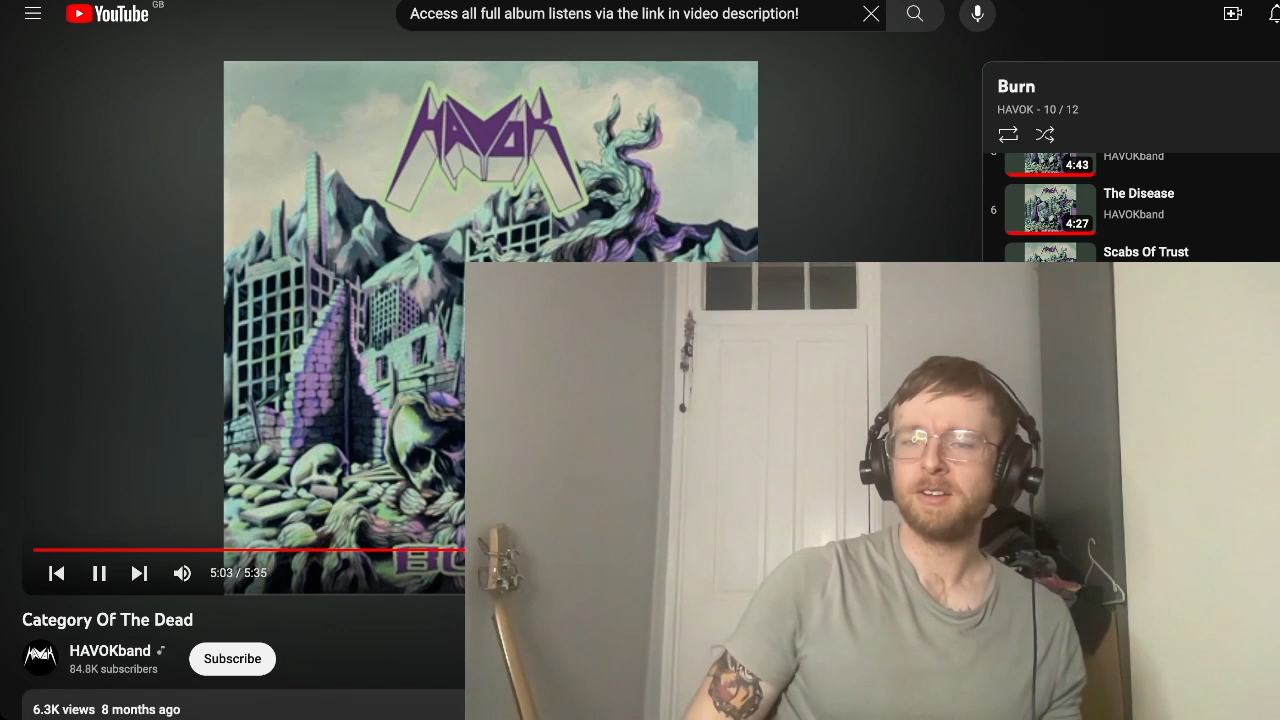 YouTube GB
Access all full album listens via the link in video description!
HAVOK
Burn
HAVOK - 10 / 12
4:43
HAVOKband
6
The Disease
4:27
HAVOKband
Scabs Of Trust
BU
5:03 / 5:35
Category Of The Dead
HAVOKband
84.8K subscribers
Subscribe
6.3K views 8 months ago